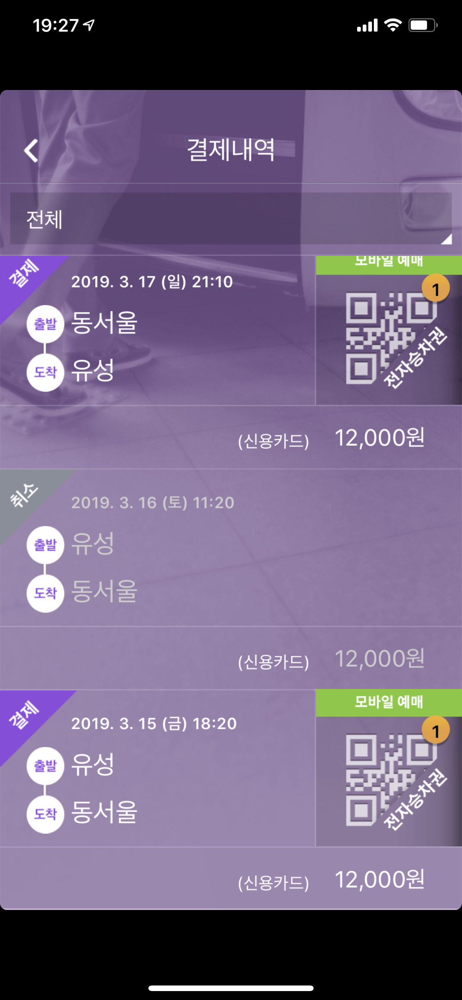 19:27
결제내역
전체
결제
2019. 3. 17 (일) 21:10
모바일 예매
1
출발 동서울
도착 유성
전자승차권
(신용카드) 12,000원
취소
2019. 3. 16 (토) 11:20
출발 유성
도착 동서울
(신용카드) 12,000원
결제
2019. 3. 15 (금) 18:20
모바일 예매
1
출발 유성
도착 동서울
전자승차권
(신용카드) 12,000원